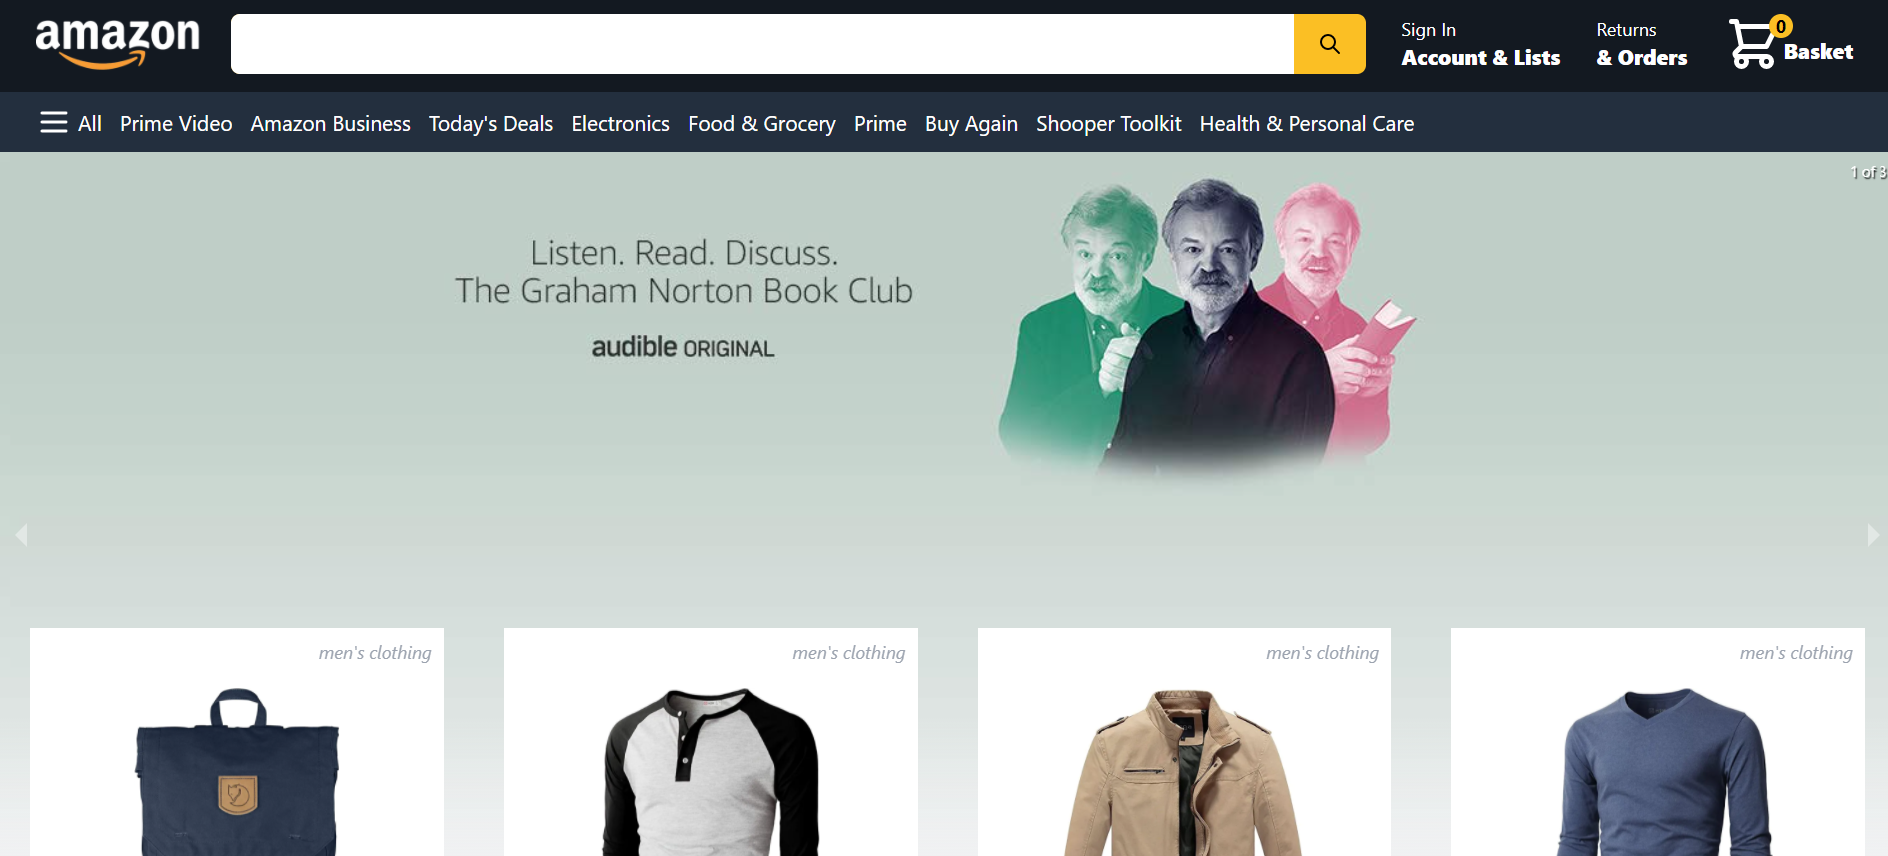 amazon
Sign In
Account & Lists
Returns
& Orders
0
Basket
All Prime Video Amazon Business Today's Deals Electronics Food & Grocery Prime Buy Again Shooper Toolkit Health & Personal Care
1 of 3
Listen. Read. Discuss.
The Graham Norton Book Club
audible ORIGINAL
men's clothing
men's clothing
men's clothing
men's clothing